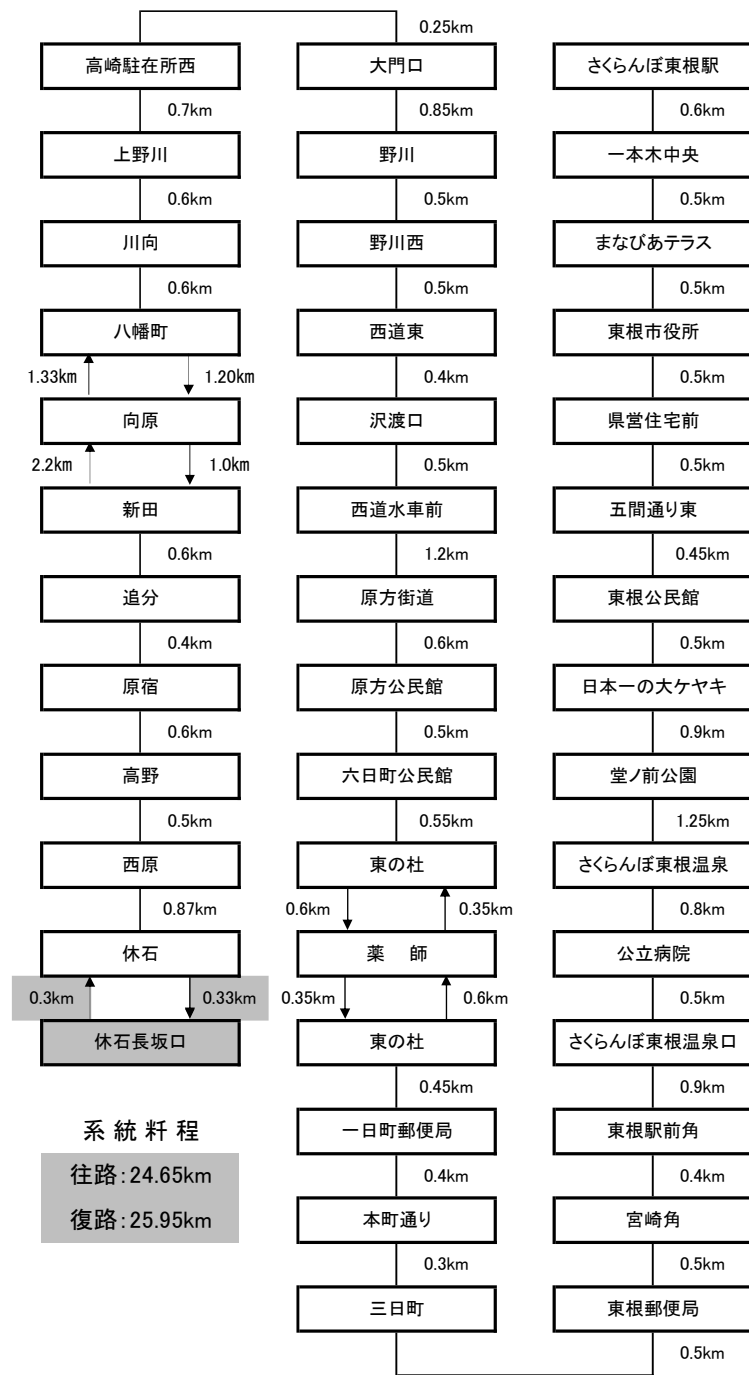 0.25km
高崎駐在所西
0.7km
上野川
0.6km
川向
0.6km
八幡町
1.33km
1.20km
向原
2.2km
1.0km
新田
0.6km
追分
0.4km
原宿
0.6km
高野
0.5km
西原
0.87km
休石
0.3km
0.33km
休石長坂口
系統粁程
往路:24.65km
復路:25.95km
大門口
0.85km
野川
0.5km
野川西
0.5km
西道東
0.4km
沢渡口
0.5km
西道水車前
1.2km
原方街道
0.6km
原方公民館
0.5km
六日町公民館
0.55km
東の杜
0.6km
0.35km
薬 師
0.35km
0.6km
東の杜
0.45km
一日町郵便局
0.4km
本町通り
0.3km
三日町
さくらんぼ東根駅
0.6km
一本木中央
0.5km
まなびあテラス
0.5km
東根市役所
0.5km
県営住宅前
0.5km
五間通り東
0.45km
東根公民館
0.5km
日本一の大ケヤキ
0.9km
堂ノ前公園
1.25km
さくらんぼ東根温泉
0.8km
公立病院
0.5km
さくらんぼ東根温泉口
0.9km
東根駅前角
0.4km
宮崎角
0.5km
東根郵便局
0.5km